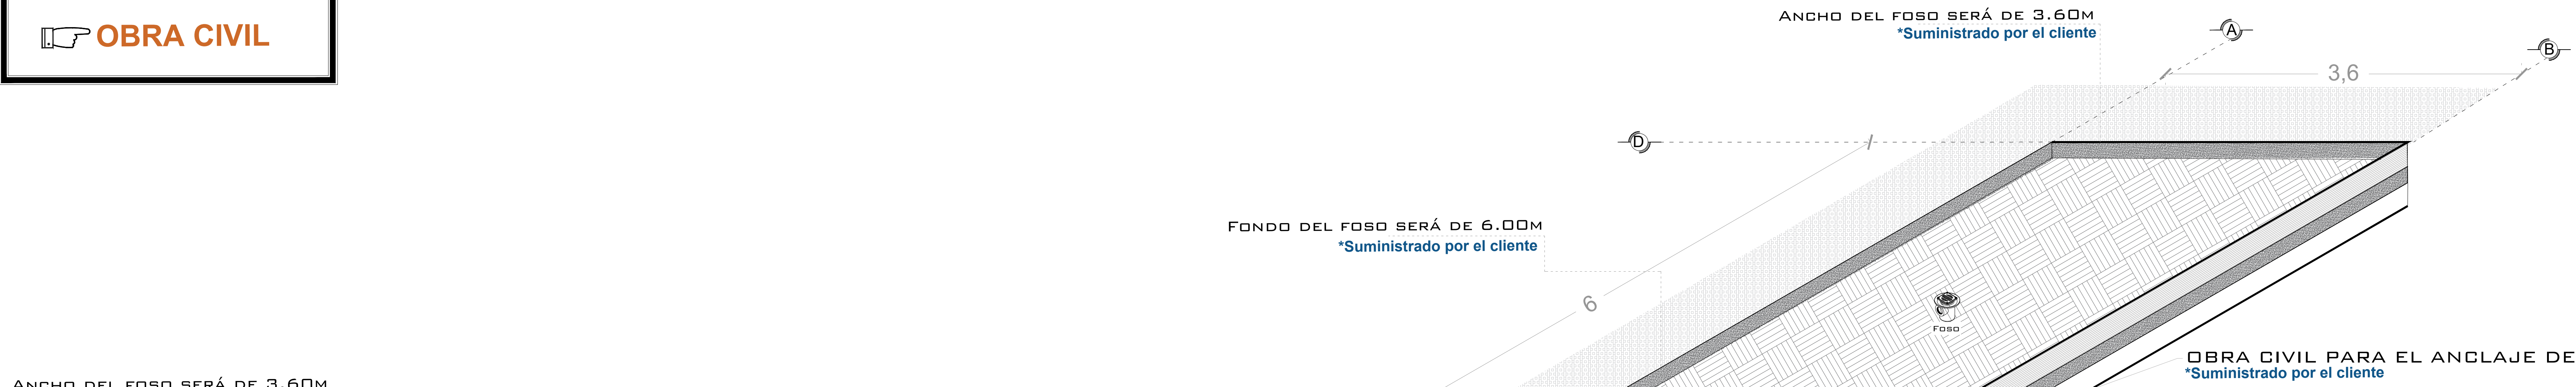 OBRA CIVIL
ANCHO DEL FOSO SERÁ DE 3.60M
*Suministrado por el cliente
A
B
3,6
D
FONDO DEL FOSO SERÁ DE 6.00M
*Suministrado por el cliente
6
FOSO
OBRA CIVIL PARA EL ANCLAJE DE
*Suministrado por el cliente
ANCHO DEL FOSO SERÁ DE 3.60M